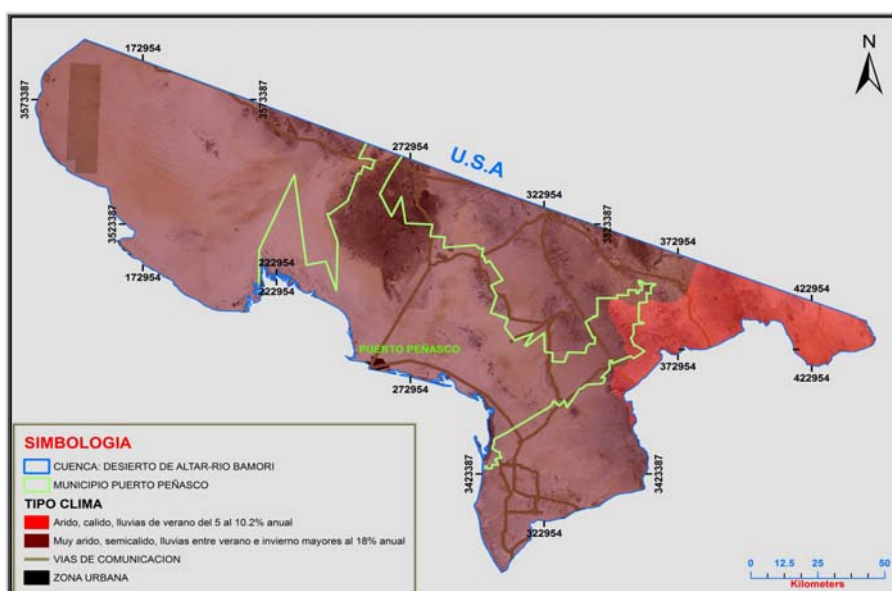 N
172954
3573387
3573387
272954
U.S.A
322954
3523387
3523387
372954
172954
222954
222954
422954
PUERTO PEÑASCO
272954
372954
422954
3423387
3423387
322954
SIMBOLOGIA
CUENCA: DESIERTO DE ALTAR-RIO BAMORI
MUNICIPIO PUERTO PEÑASCO
TIPO CLIMA
Arido, calido, lluvias de verano del 5 al 10.2% anual
Muy arido, semicalido, lluvias entre verano e invierno mayores al 18% anual
VIAS DE COMUNICACION
ZONA URBANA
0 12.5 25 50
Kilometers